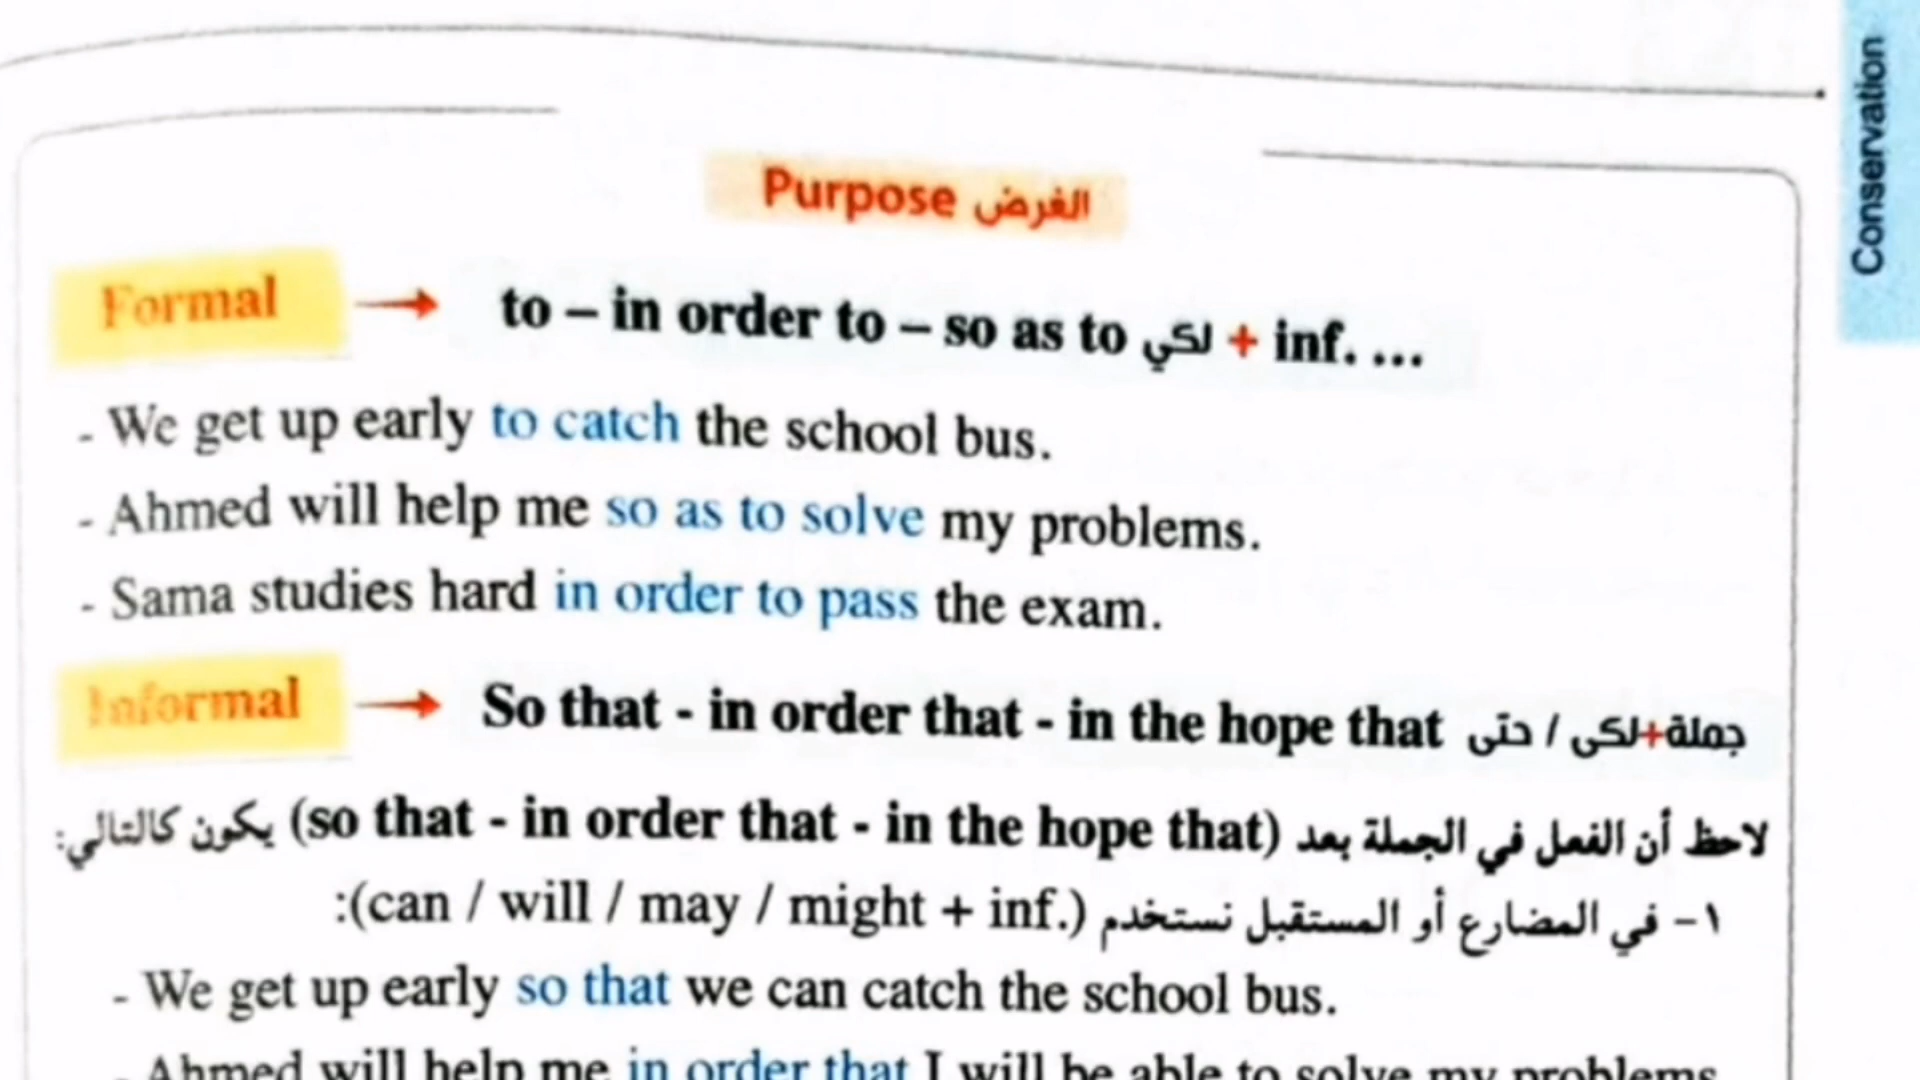 Conservation
Purpose الغرض
Formal → to – in order to – so as to لكي + inf. ...
- We get up early to catch the school bus.
- Ahmed will help me so as to solve my problems.
- Sama studies hard in order to pass the exam.
Informal → So that - in order that - in the hope that جملة+لكى / حتى
لاحظ أن الفعل في الجملة بعد (so that - in order that - in the hope that) يكون كالتالي:
١- في المضارع أو المستقبل نستخدم (can / will / may / might + inf.):
- We get up early so that we can catch the school bus.
- Ahmed will help me in order that I will be able to solve my problems